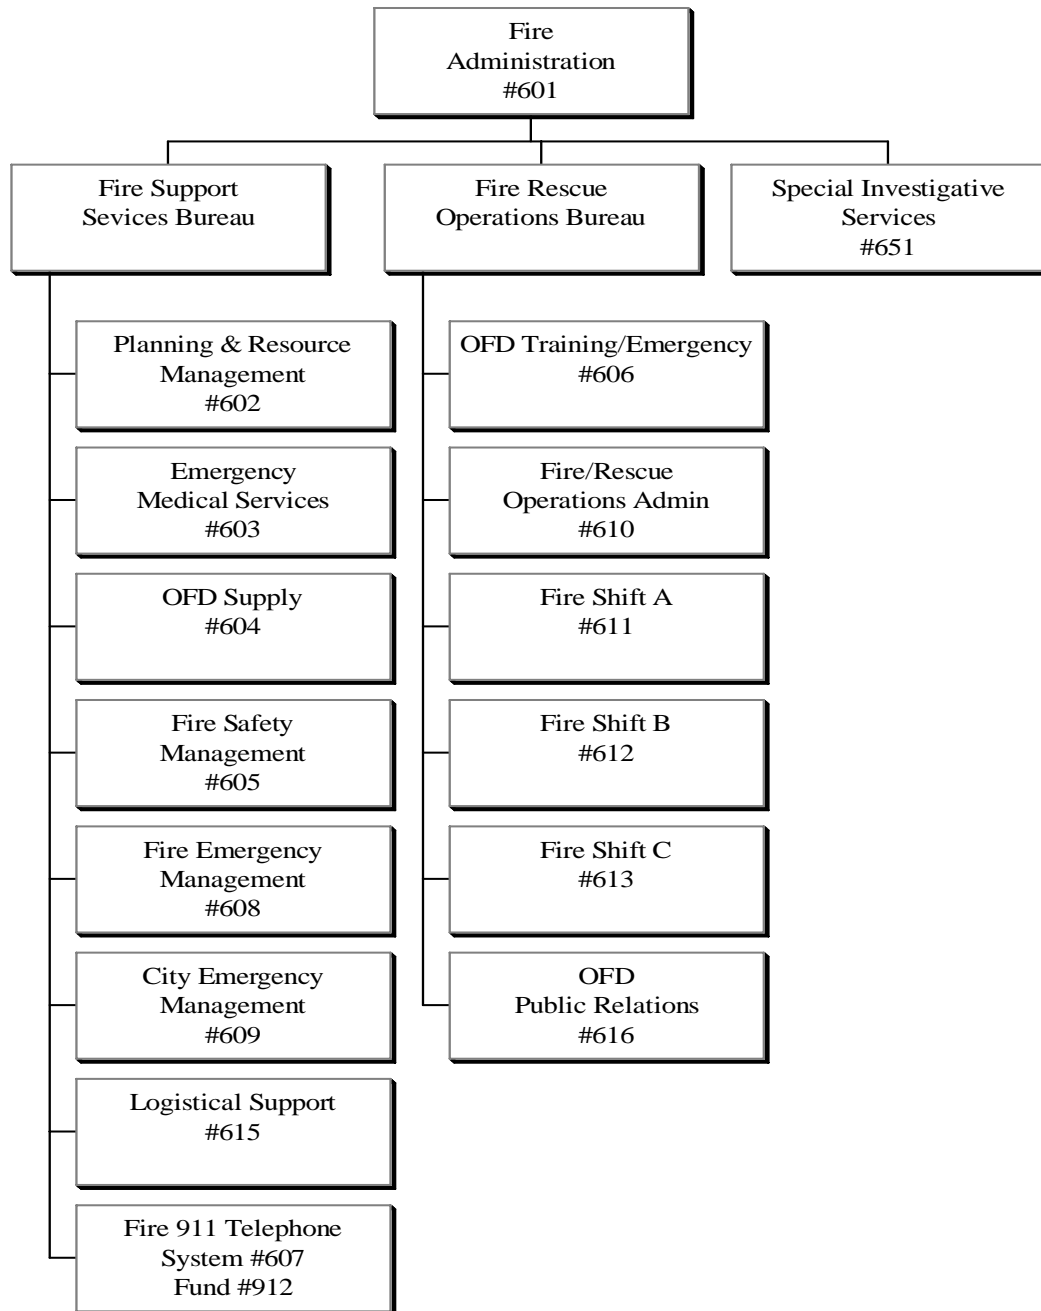 Fire
Administration
#601
Fire Support
Sevices Bureau
Fire Rescue
Operations Bureau
Special Investigative
Services
#651
Planning & Resource
Management
#602
Emergency
Medical Services
#603
OFD Supply
#604
Fire Safety
Management
#605
Fire Emergency
Management
#608
City Emergency
Management
#609
Logistical Support
#615
Fire 911 Telephone
System #607
Fund #912
OFD Training/Emergency
#606
Fire/Rescue
Operations Admin
#610
Fire Shift A
#611
Fire Shift B
#612
Fire Shift C
#613
OFD
Public Relations
#616